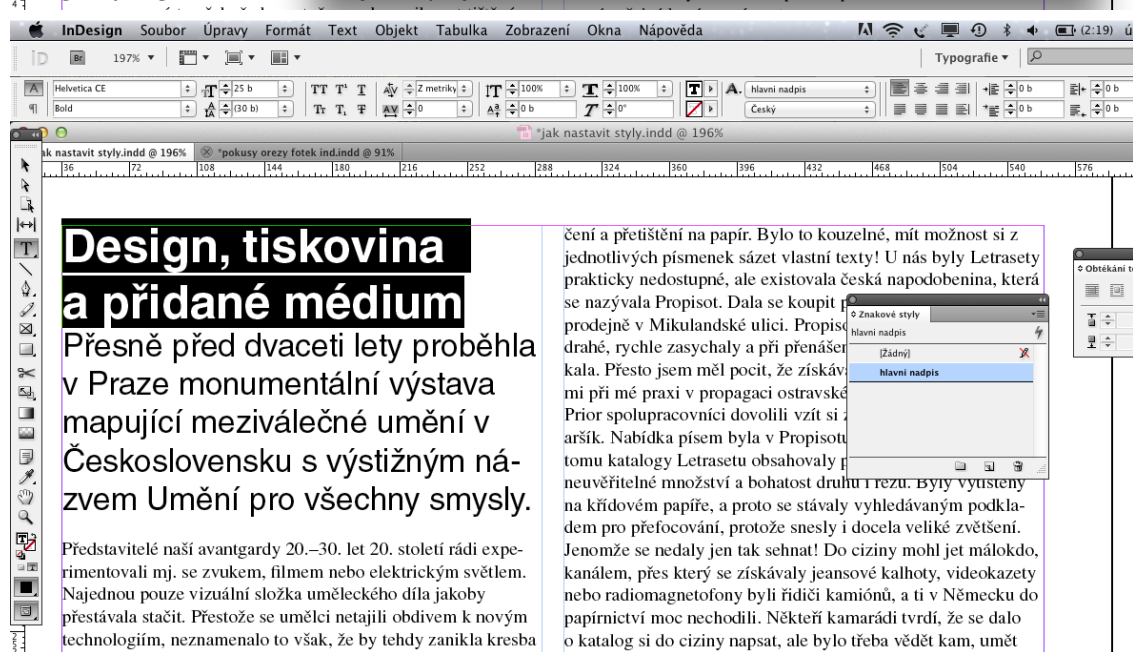 InDesign Soubor Úpravy Formát Text Objekt Tabulka Zobrazení Okna Nápověda (2:19) ú
Br 197% Typografie
A Helvetica CE 25 b TT T¹ T Z metriky 100% 100% T A. hlavni nadpis 0 b 0 b
Bold (30 b) Tr T₁ T 0 0 b 0° Český 0 b 0 b
*jak nastavit styly.indd @ 196%
ak nastavit styly.indd @ 196% *pokusy orezy fotek ind.indd @ 91%
36 72 108 144 180 216 252 288 324 360 396 432 468 504 540 576
Design, tiskovina
a přidané médium
Přesně před dvaceti lety proběhla
v Praze monumentální výstava
mapující meziválečné umění v
Československu s výstižným ná-
zvem Umění pro všechny smysly.
Představitelé naší avantgardy 20.–30. let 20. století rádi expe-
rimentovali mj. se zvukem, filmem nebo elektrickým světlem.
Najednou pouze vizuální složka uměleckého díla jakoby
přestávala stačit. Přestože se umělci netajili obdivem k novým
technologiím, neznamenalo to však, že by tehdy zanikla kresba
čení a přetištění na papír. Bylo to kouzelné, mít možnost si z
jednotlivých písmenek sázet vlastní texty! U nás byly Letrasety
prakticky nedostupné, ale existovala česká napodobenina, která
se nazývala Propisot. Dala se koupit p
prodejně v Mikulandské ulici. Propiso
drahé, rychle zasychaly a při přenášen
kala. Přesto jsem měl pocit, že získáv
mi při mé praxi v propagaci ostravské
Prior spolupracovníci dovolili vzít si z
aršík. Nabídka písem byla v Propisotu
tomu katalogy Letrasetu obsahovaly p
neuvěřitelné množství a bohatost druhů i řezů. Byly vytištěny
na křídovém papíře, a proto se stávaly vyhledávaným podkla-
dem pro přefocování, protože snesly i docela veliké zvětšení.
Jenomže se nedaly jen tak sehnat! Do ciziny mohl jet málokdo,
kanálem, přes který se získávaly jeansové kalhoty, videokazety
nebo radiomagnetofony byli řidiči kamiónů, a ti v Německu do
papírnictví moc nechodili. Někteří kamarádi tvrdí, že se dalo
o katalog si do ciziny napsat, ale bylo třeba vědět kam, umět
Znakové styly
hlavni nadpis
[Žádný]
hlavni nadpis
Obtékání te